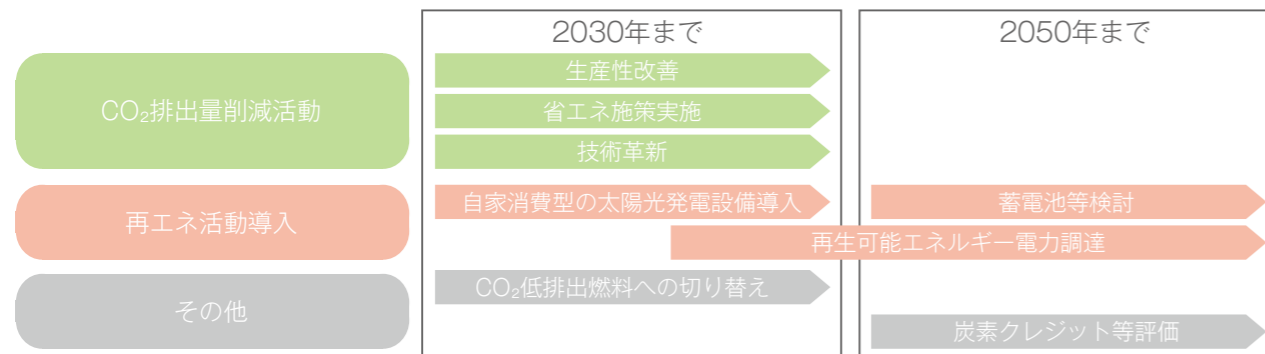 2030年まで
2050年まで
CO₂排出量削減活動
生産性改善
省エネ施策実施
技術革新
再エネ活動導入
自家消費型の太陽光発電設備導入
蓄電池等検討
再生可能エネルギー電力調達
その他
CO₂低排出燃料への切り替え
炭素クレジット等評価